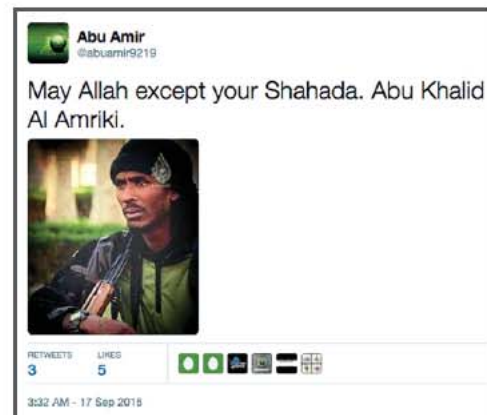 Abu Amir
@abuamir9219
May Allah except your Shahada. Abu Khalid
Al Amriki.
RETWEETS LIKES
3 5
3:32 AM - 17 Sep 2015